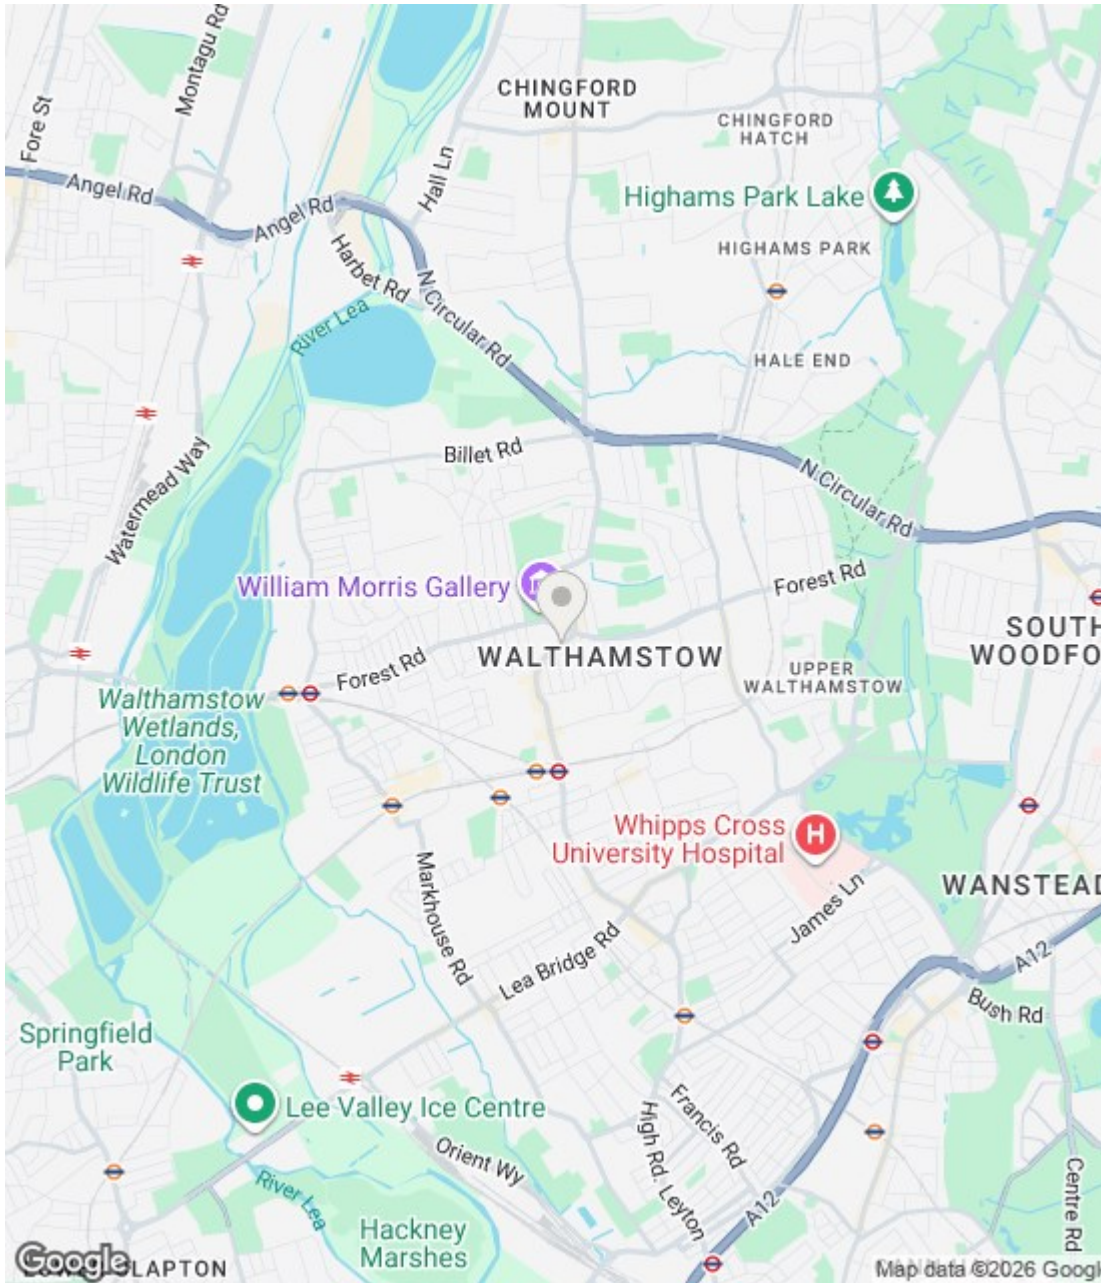 Montagu Rd
Fore St
CHINGFORD
MOUNT
CHINGFORD
HATCH
Hall Ln
Angel Rd
Angel Rd
Highams Park Lake
HIGHAMS PARK
Harbet Rd
N Circular Rd
River Lea
HALE END
Billet Rd
Watermead Way
N Circular Rd
William Morris Gallery
Forest Rd
SOUTH
WOODFO
WALTHAMSTOW
Forest Rd
UPPER
WALTHAMSTOW
Walthamstow
Wetlands,
London
Wildlife Trust
Whipps Cross
University Hospital
H
WANSTEAD
Markhouse Rd
James Ln
Lea Bridge Rd
A12
Bush Rd
Springfield
Park
Lee Valley Ice Centre
Orient Wy
High Rd. Leyton
Francis Rd
A12
Centre Rd
River Lea
Hackney
Marshes
Google
CLAPTON
Map data ©2026 Google